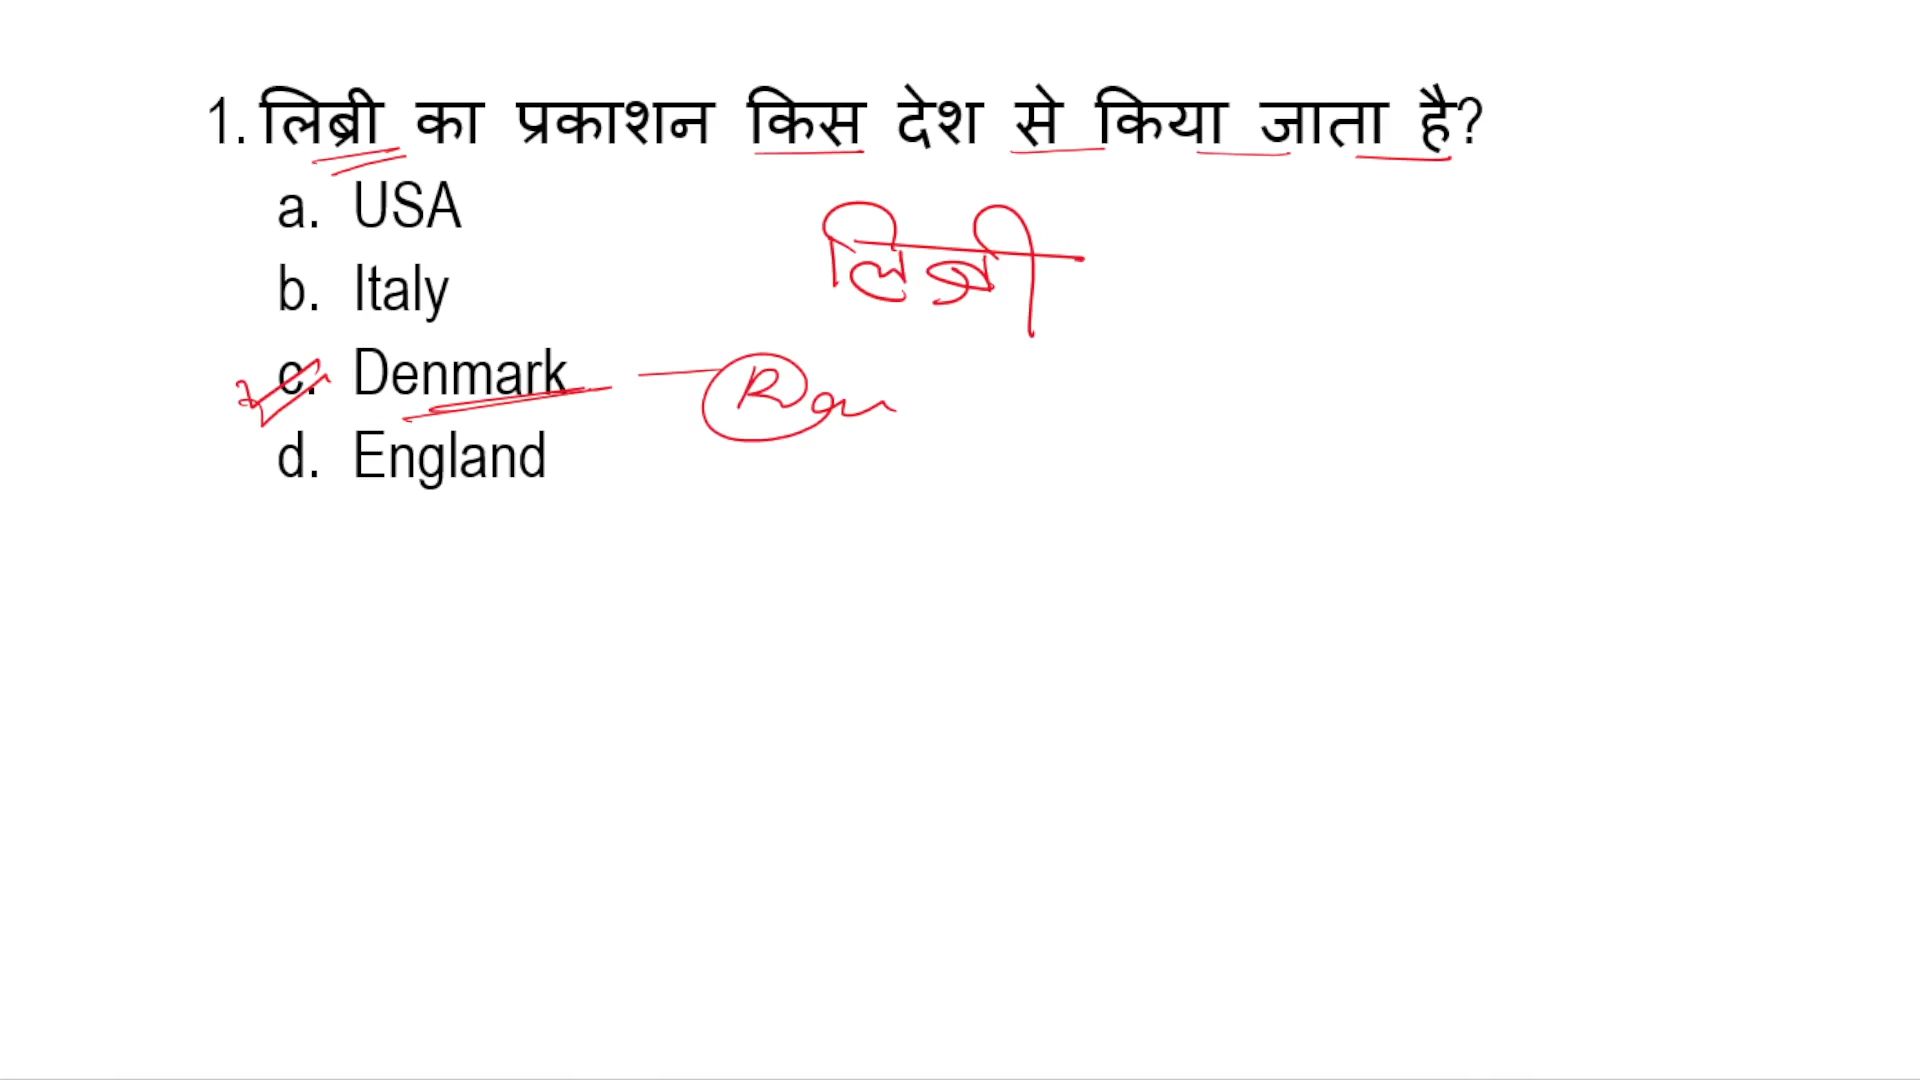 1. लिब्री का प्रकाशन किस देश से किया जाता है?
a. USA
लिब्री
b. Italy
c. Denmark
d. England